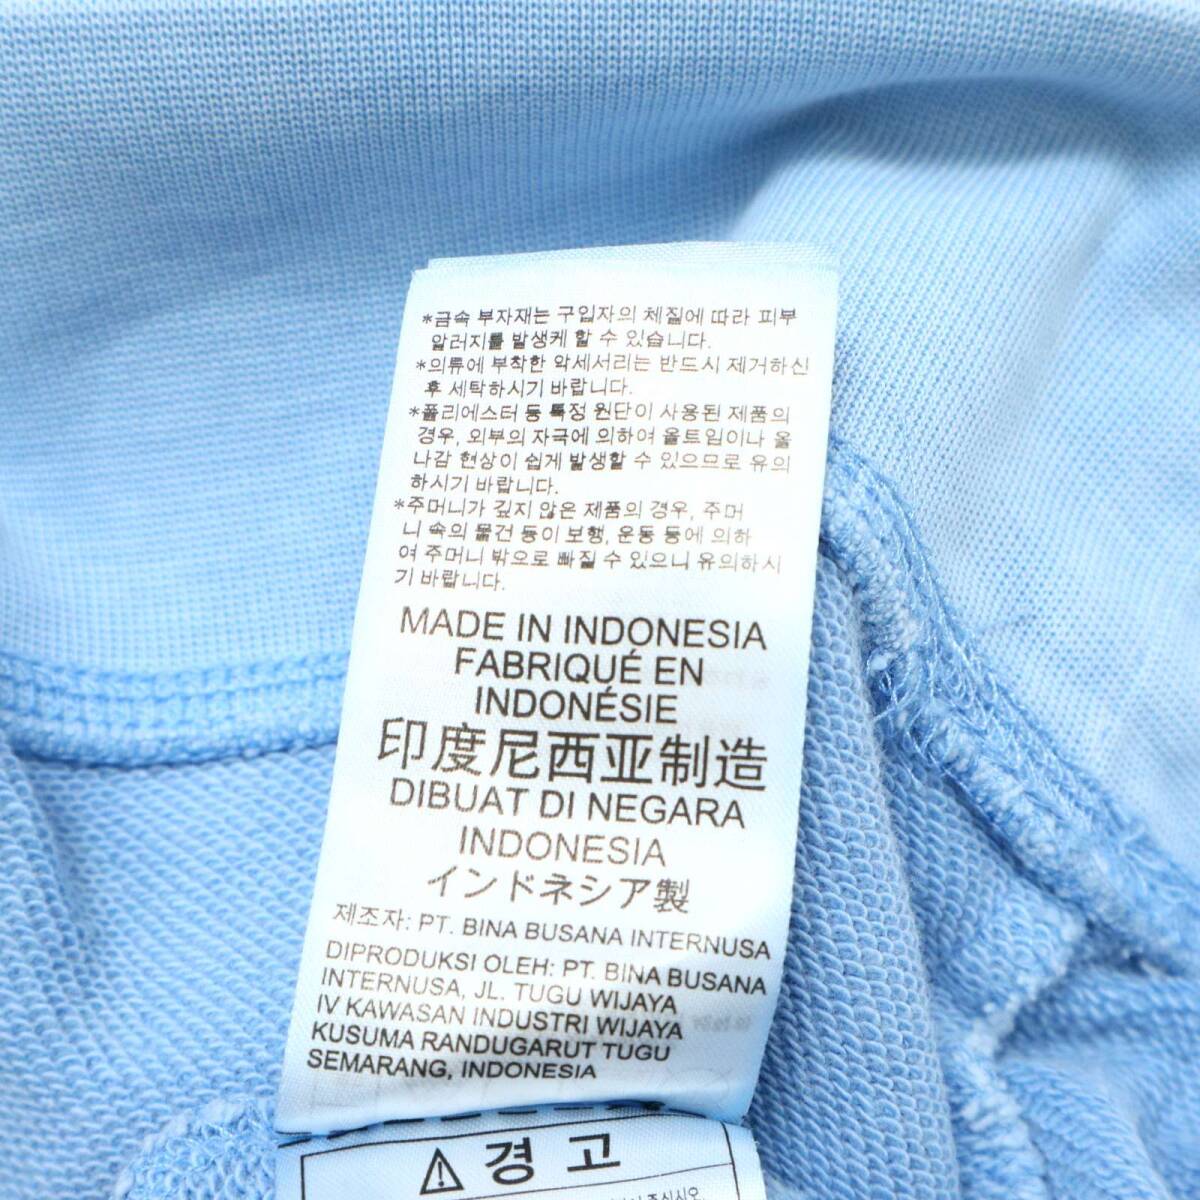 *금속 부자재는 구입자의 체질에 따라 피부
알러지를 발생케 할 수 있습니다.
*의류에 부착한 악세서리는 반드시 제거하신
후 세탁하시기 바랍니다.
*폴리에스터 등 특정 원단이 사용된 제품의
경우, 외부의 자극에 의하여 올트임이나 올
나감 현상이 쉽게 발생할 수 있으므로 유의
하시기 바랍니다.
*주머니가 깊지 않은 제품의 경우, 주머
니 속의 물건 등이 보행, 운동 등에 의하
여 주머니 밖으로 빠질 수 있으니 유의하시
기 바랍니다.
MADE IN INDONESIA
FABRIQUÉ EN
INDONÉSIE
印度尼西亚制造
DIBUAT DI NEGARA
INDONESIA
インドネシア製
제조자: PT. BINA BUSANA INTERNUSA
DIPRODUKSI OLEH: PT. BINA BUSANA
INTERNUSA, JL. TUGU WIJAYA
IV KAWASAN INDUSTRI WIJAYA
KUSUMA RANDUGARUT TUGU
SEMARANG, INDONESIA
⚠ 경 고
주십시오.